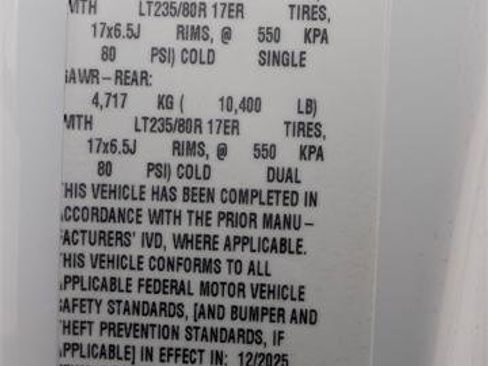 WITH LT235/80R 17ER TIRES,
17x6.5J RIMS, @ 550 KPA
80 PSI) COLD SINGLE
GAWR – REAR:
4,717 KG ( 10,400 LB)
WITH LT235/80R 17ER TIRES,
17x6.5J RIMS, @ 550 KPA
80 PSI) COLD DUAL
THIS VEHICLE HAS BEEN COMPLETED IN
ACCORDANCE WITH THE PRIOR MANU –
FACTURERS' IVD, WHERE APPLICABLE.
THIS VEHICLE CONFORMS TO ALL
APPLICABLE FEDERAL MOTOR VEHICLE
SAFETY STANDARDS, [AND BUMPER AND
THEFT PREVENTION STANDARDS, IF
APPLICABLE] IN EFFECT IN: 12/2025